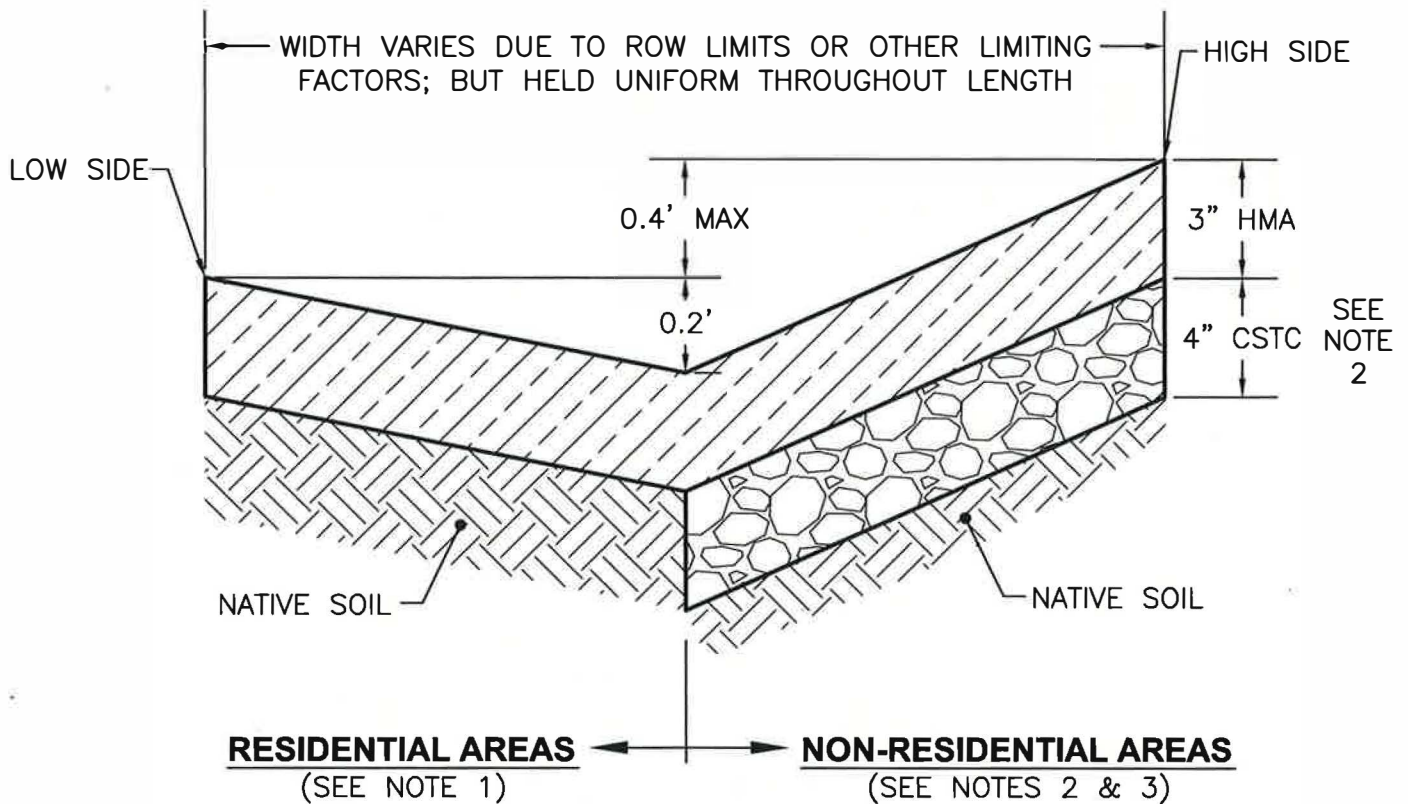 WIDTH VARIES DUE TO ROW LIMITS OR OTHER LIMITING
FACTORS; BUT HELD UNIFORM THROUGHOUT LENGTH
HIGH SIDE
LOW SIDE
0.4' MAX
3" HMA
0.2'
4" CSTC
SEE
NOTE
2
NATIVE SOIL
NATIVE SOIL
RESIDENTIAL AREAS
(SEE NOTE 1)
NON-RESIDENTIAL AREAS
(SEE NOTES 2 & 3)